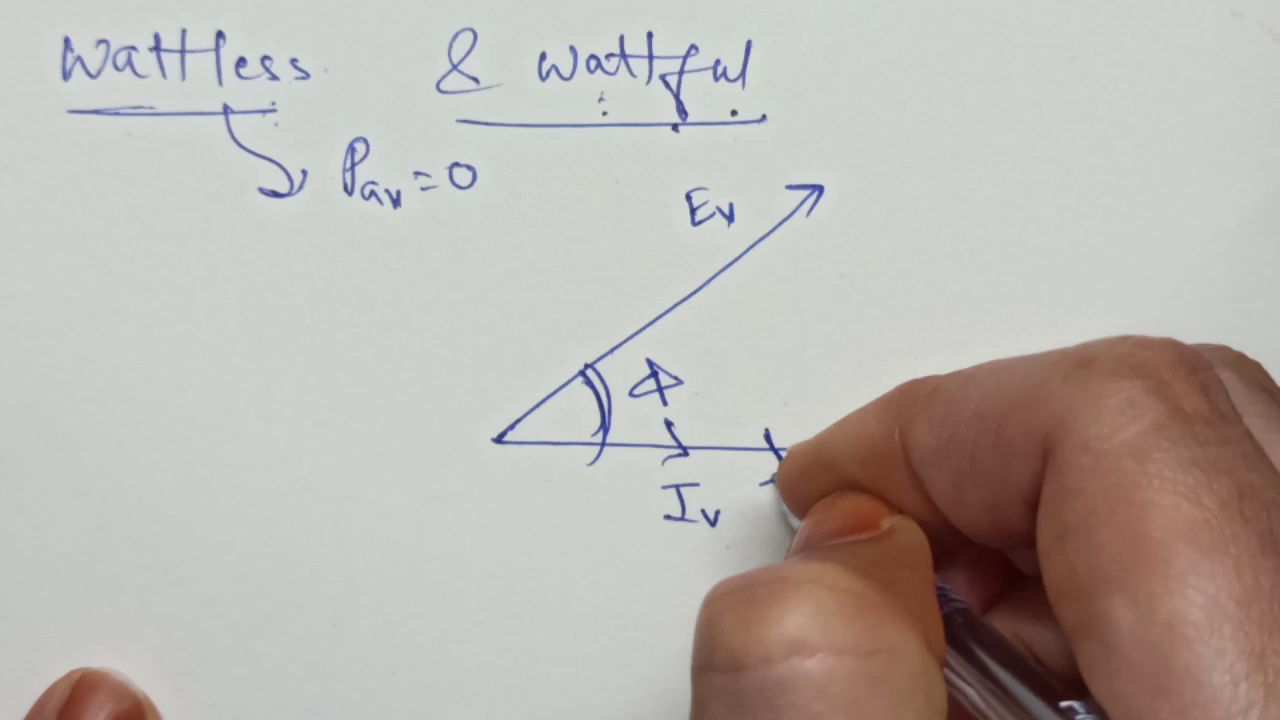 Wattless & Wattful
Pav = 0
Ev
Φ
Iv